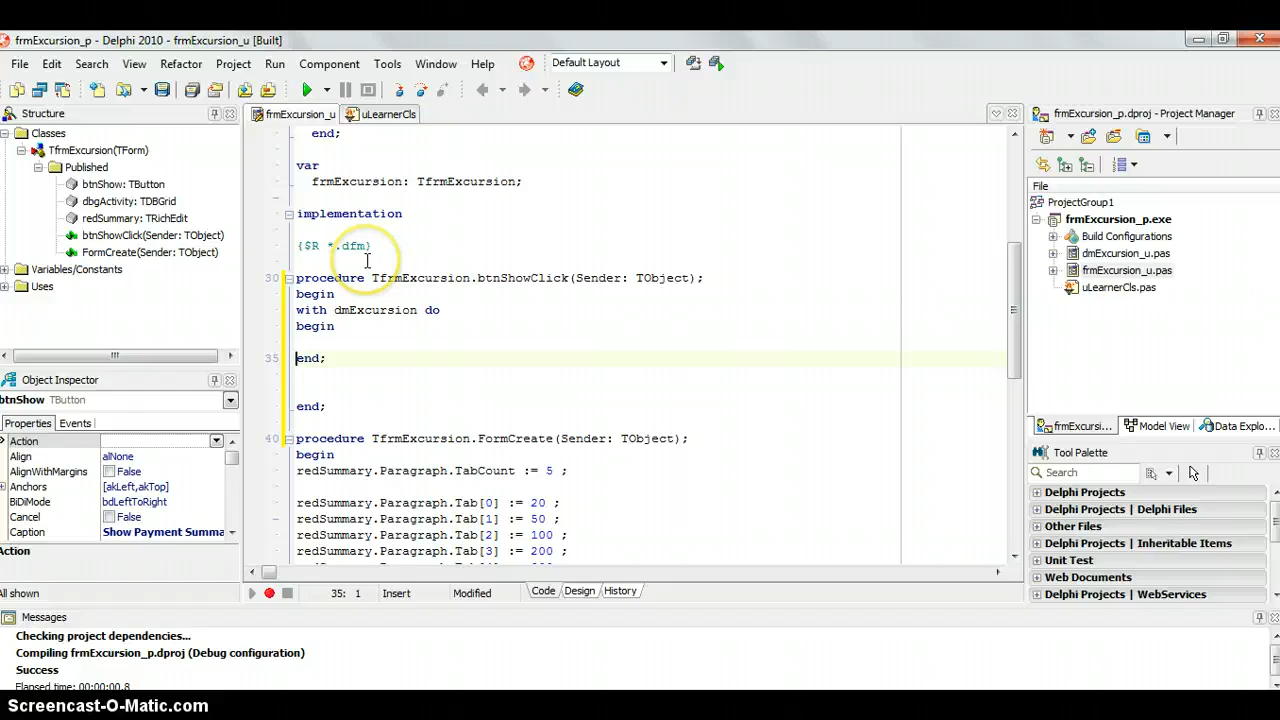 frmExcursion_p - Delphi 2010 - frmExcursion_u [Built]
File Edit Search View Refactor Project Run Component Tools Window Help Default Layout
Structure
Classes
TfrmExcursion(TForm)
Published
btnShow: TButton
dbgActivity: TDBGrid
redSummary: TRichEdit
btnShowClick(Sender: TObject)
FormCreate(Sender: TObject)
Variables/Constants
Uses
Object Inspector
btnShow TButton
Properties Events
Action
Align alNone
AlignWithMargins False
Anchors [akLeft,akTop]
BiDiMode bdLeftToRight
Cancel False
Caption Show Payment Summa
Action
All shown
frmExcursion_u uLearnerCls
end;
var
frmExcursion: TfrmExcursion;
implementation
{$R *.dfm}
30 procedure TfrmExcursion.btnShowClick(Sender: TObject);
begin
with dmExcursion do
begin
35 end;
end;
40 procedure TfrmExcursion.FormCreate(Sender: TObject);
begin
redSummary.Paragraph.TabCount := 5 ;
redSummary.Paragraph.Tab[0] := 20 ;
redSummary.Paragraph.Tab[1] := 50 ;
redSummary.Paragraph.Tab[2] := 100 ;
redSummary.Paragraph.Tab[3] := 200 ;
35: 1 Insert Modified Code Design History
frmExcursion_p.dproj - Project Manager
File
ProjectGroup1
frmExcursion_p.exe
Build Configurations
dmExcursion_u.pas
frmExcursion_u.pas
uLearnerCls.pas
frmExcursi... Model View Data Explo...
Tool Palette
Search
Delphi Projects
Delphi Projects | Delphi Files
Other Files
Delphi Projects | Inheritable Items
Unit Test
Web Documents
Delphi Projects | WebServices
Messages
Checking project dependencies...
Compiling frmExcursion_p.dproj (Debug configuration)
Success
Elapsed time: 00:00:00.8
Screencast-O-Matic.com